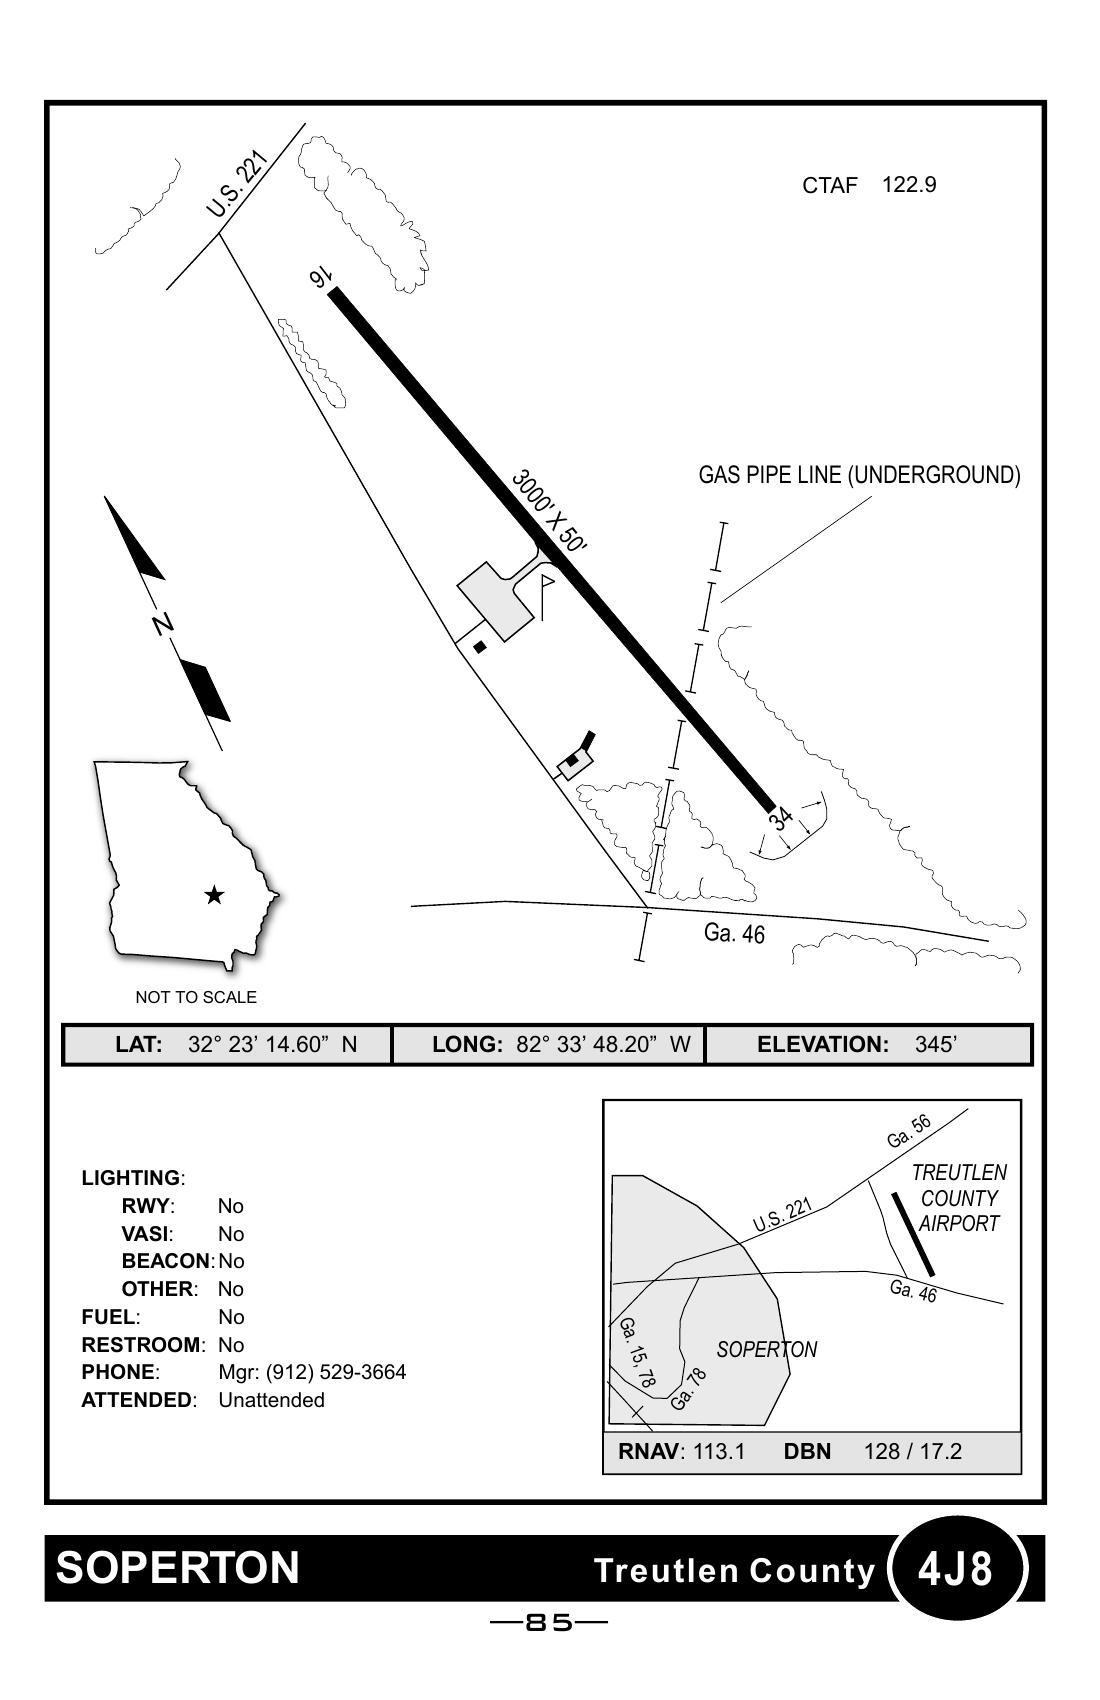 U.S. 221
CTAF 122.9
16
GAS PIPE LINE (UNDERGROUND)
3000' X 50'
N
34
Ga. 46
NOT TO SCALE
LAT: 32° 23’ 14.60” N LONG: 82° 33’ 48.20” W ELEVATION: 345’
LIGHTING:
RWY: No
VASI: No
BEACON: No
OTHER: No
FUEL: No
RESTROOM: No
PHONE: Mgr: (912) 529-3664
ATTENDED: Unattended
Ga. 56
TREUTLEN
COUNTY
AIRPORT
U.S. 221
Ga. 46
Ga. 15, 78
SOPERTON
Ga. 78
RNAV: 113.1 DBN 128 / 17.2
SOPERTON Treutlen County 4J8
—85—